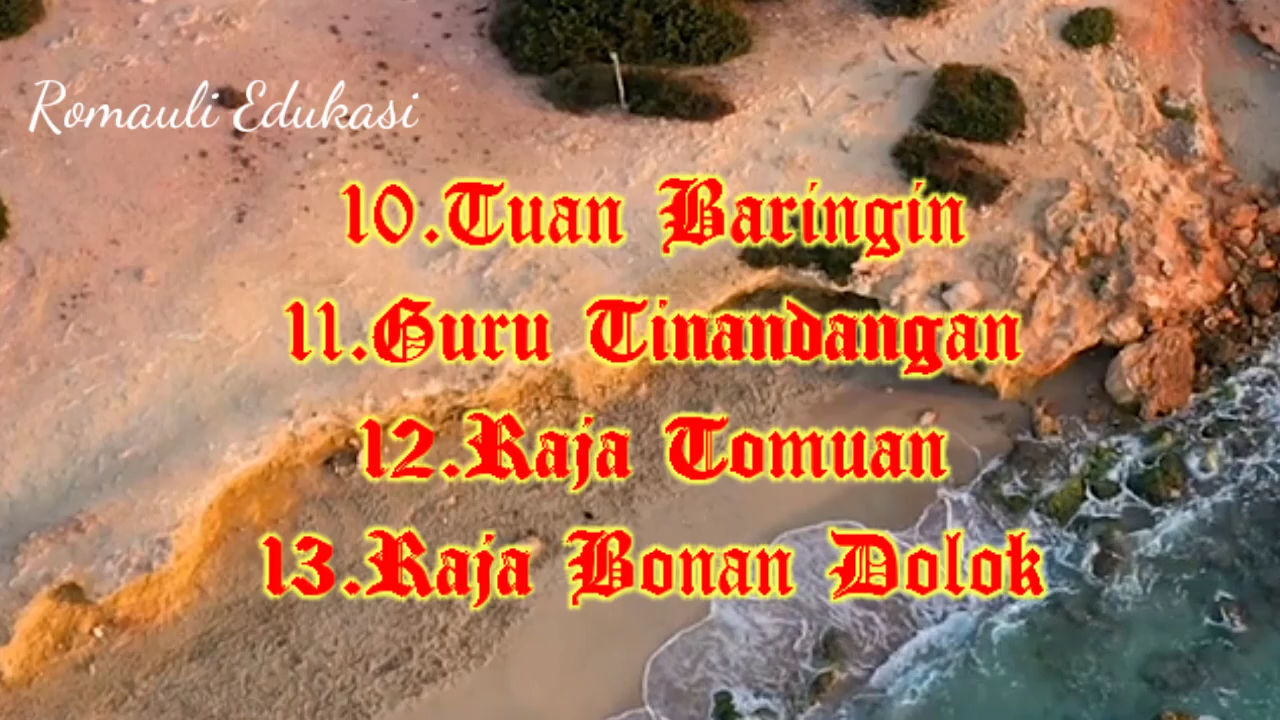 Romauli Edukasi
10.Tuan Baringin
11.Guru Tinandangan
12.Raja Tomuan
13.Raja Bonan Dolok